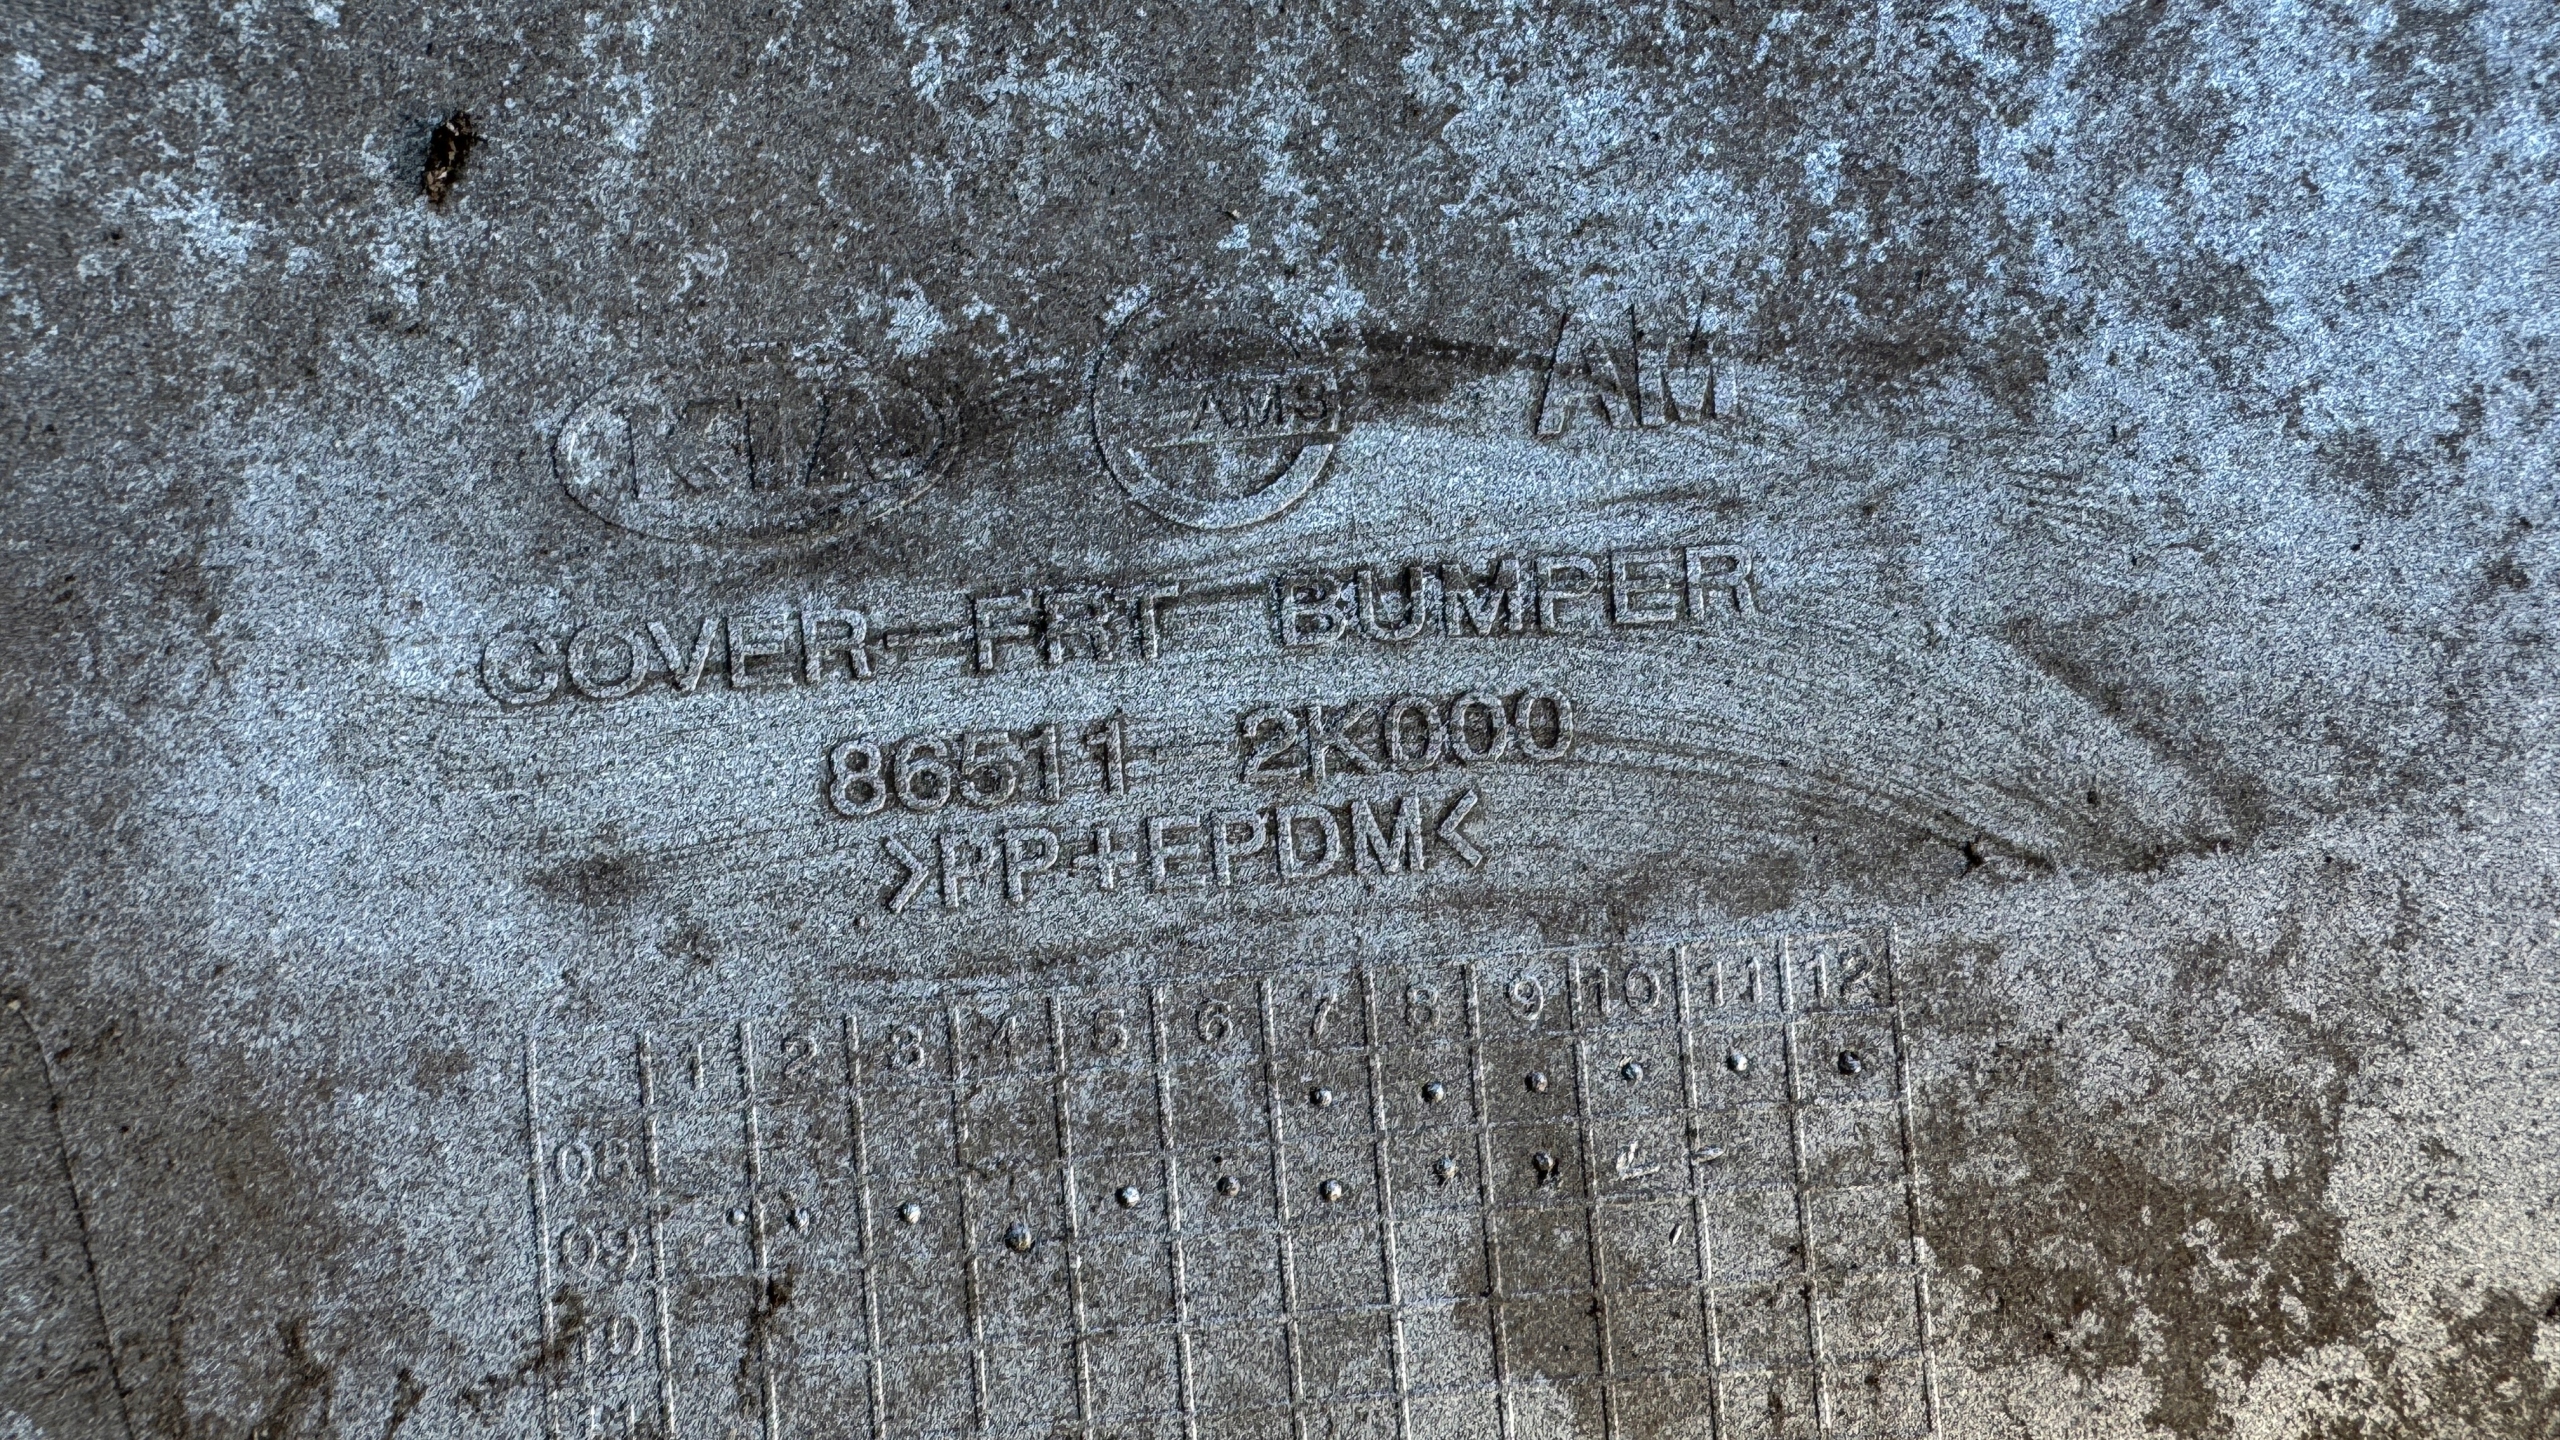 KIA AMS AM
COVER-FRT BUMPER
86511 2K000
>PP+EPDM<
1 2 3 4 5 6 7 8 9 10 11 12
08
09
10